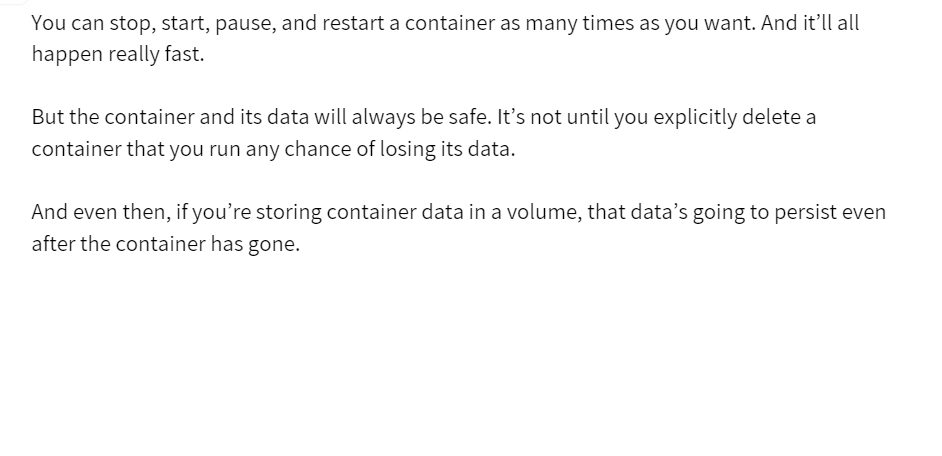 You can stop, start, pause, and restart a container as many times as you want. And it’ll all
happen really fast.
But the container and its data will always be safe. It’s not until you explicitly delete a
container that you run any chance of losing its data.
And even then, if you’re storing container data in a volume, that data’s going to persist even
after the container has gone.